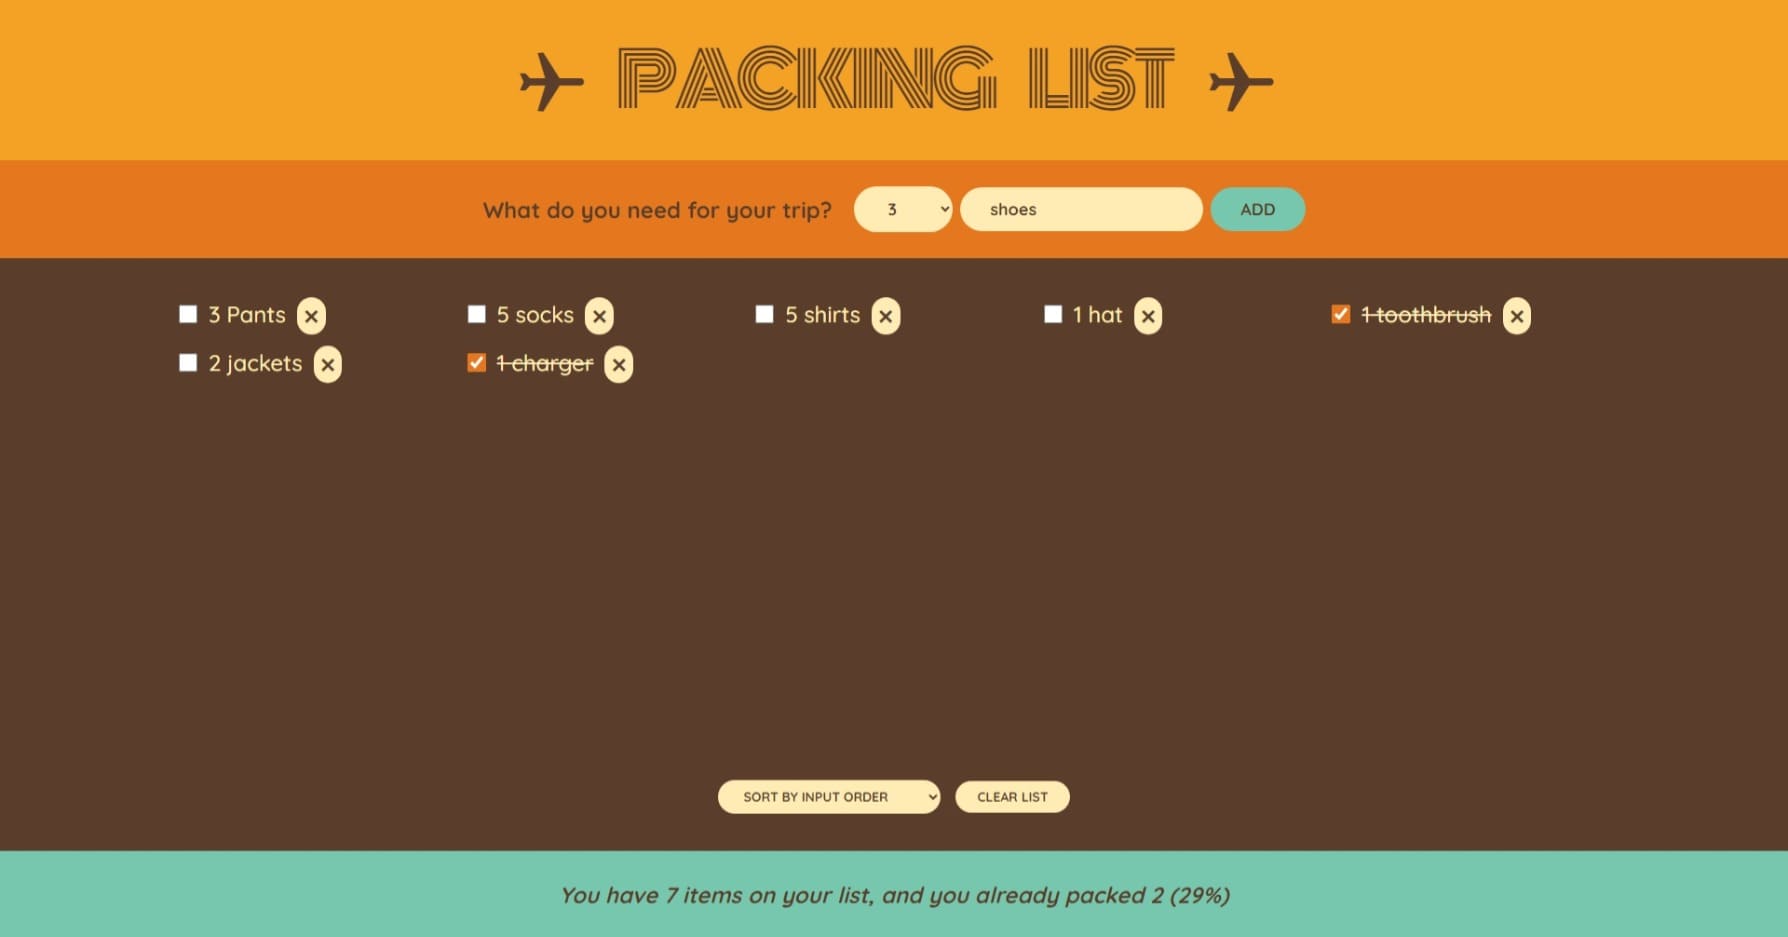 PACKING LIST
What do you need for your trip? 3 shoes ADD
3 Pants × 5 socks × 5 shirts × 1 hat × 1 toothbrush ×
2 jackets × 1 charger ×
SORT BY INPUT ORDER CLEAR LIST
You have 7 items on your list, and you already packed 2 (29%)